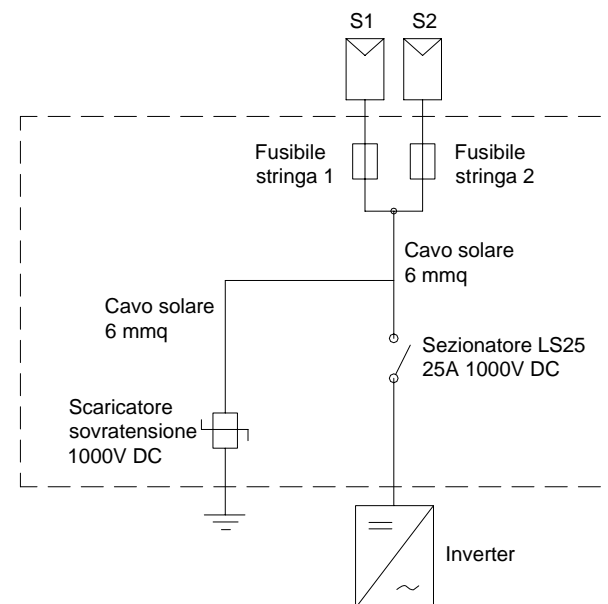 S1
S2
Fusibile
stringa 1
Fusibile
stringa 2
Cavo solare
6 mmq
Cavo solare
6 mmq
Sezionatore LS25
25A 1000V DC
Scaricatore
sovratensione
1000V DC
Inverter